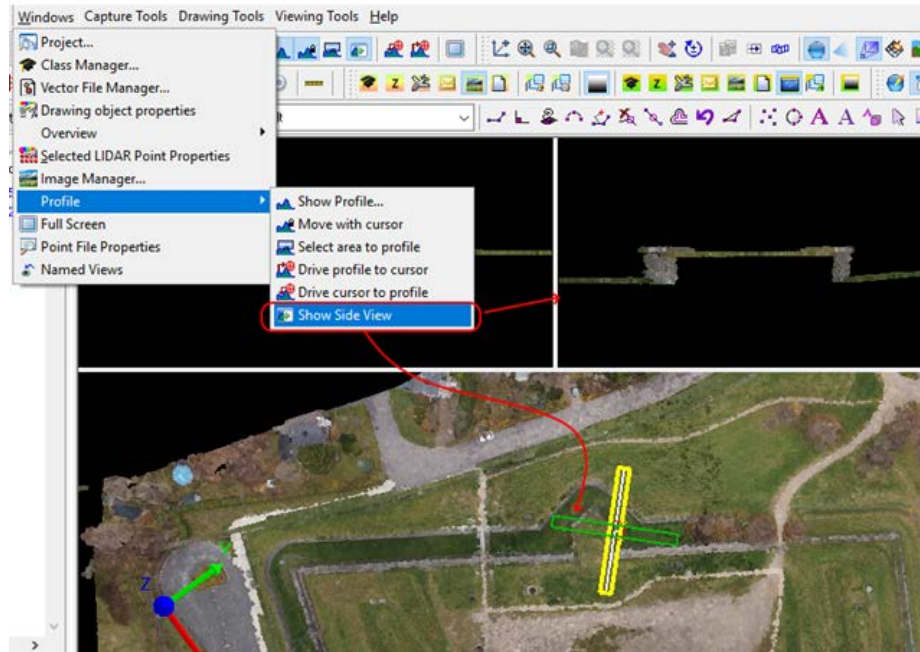 Windows Capture Tools Drawing Tools Viewing Tools Help
Project...
Class Manager...
Vector File Manager...
Drawing object properties
Overview
Selected LIDAR Point Properties
Image Manager...
Profile
Full Screen
Point File Properties
Named Views
Show Profile...
Move with cursor
Select area to profile
Drive profile to cursor
Drive cursor to profile
Show Side View
Z